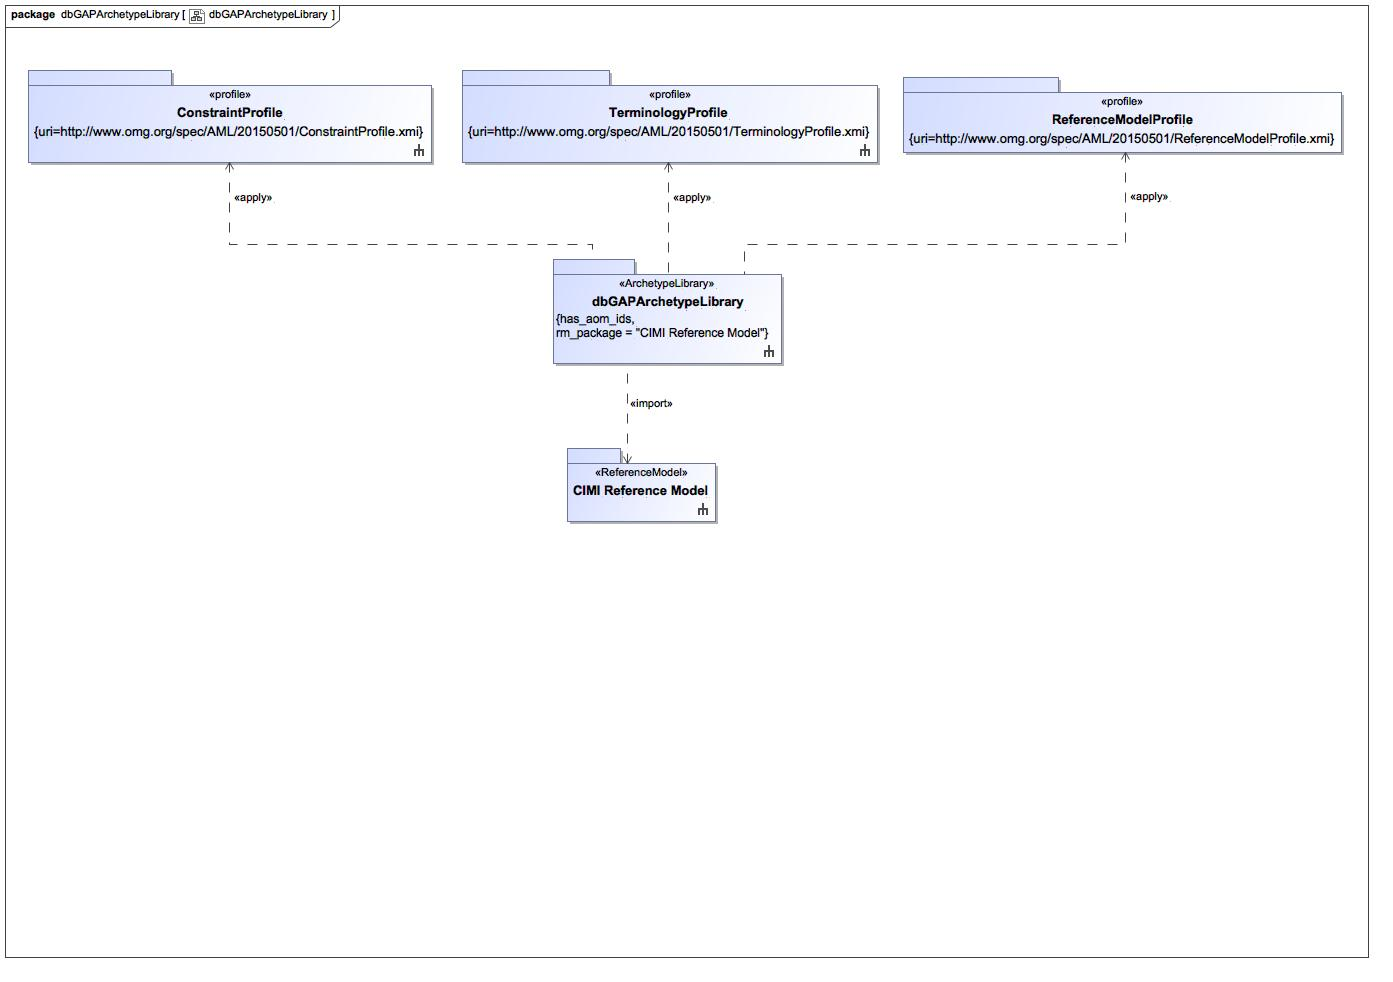 package dbGAPArchetypeLibrary [ dbGAPArchetypeLibrary ]
«profile»
ConstraintProfile
{uri=http://www.omg.org/spec/AML/20150501/ConstraintProfile.xmi}
«profile»
TerminologyProfile
{uri=http://www.omg.org/spec/AML/20150501/TerminologyProfile.xmi}
«profile»
ReferenceModelProfile
{uri=http://www.omg.org/spec/AML/20150501/ReferenceModelProfile.xmi}
«apply»
«apply»
«apply»
«ArchetypeLibrary»
dbGAPArchetypeLibrary
{has_aom_ids,
rm_package = "CIMI Reference Model"}
«import»
«ReferenceModel»
CIMI Reference Model